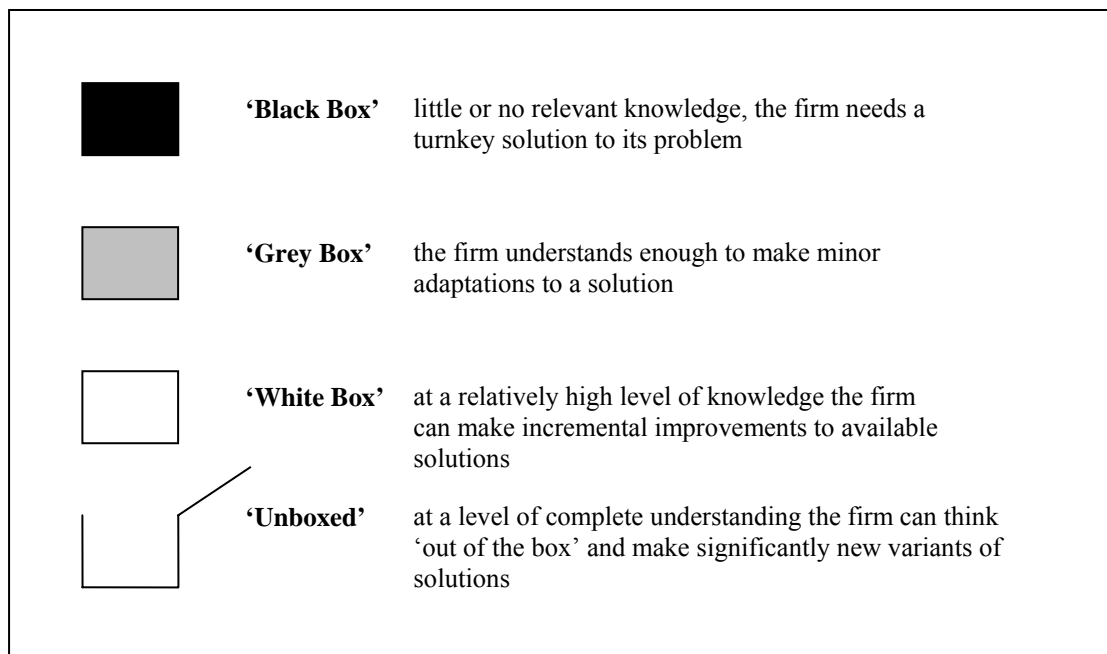 ‘Black Box’ little or no relevant knowledge, the firm needs a
turnkey solution to its problem
‘Grey Box’ the firm understands enough to make minor
adaptations to a solution
‘White Box’ at a relatively high level of knowledge the firm
can make incremental improvements to available
solutions
‘Unboxed’ at a level of complete understanding the firm can think
‘out of the box’ and make significantly new variants of
solutions